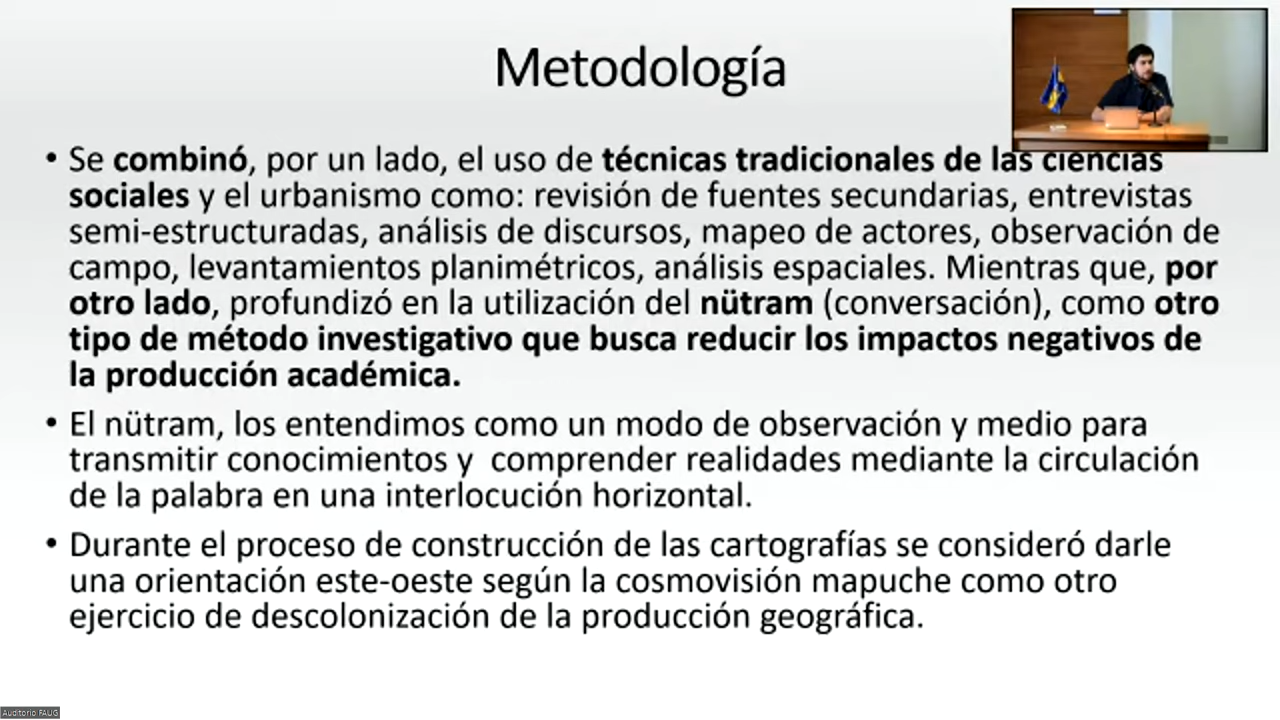 Metodología
• Se combinó, por un lado, el uso de técnicas tradicionales de las ciencias
sociales y el urbanismo como: revisión de fuentes secundarias, entrevistas
semi-estructuradas, análisis de discursos, mapeo de actores, observación de
campo, levantamientos planimétricos, análisis espaciales. Mientras que, por
otro lado, profundizó en la utilización del nütram (conversación), como otro
tipo de método investigativo que busca reducir los impactos negativos de
la producción académica.
• El nütram, los entendimos como un modo de observación y medio para
transmitir conocimientos y  comprender realidades mediante la circulación
de la palabra en una interlocución horizontal.
• Durante el proceso de construcción de las cartografías se consideró darle
una orientación este-oeste según la cosmovisión mapuche como otro
ejercicio de descolonización de la producción geográfica.
Auditorio FAUG